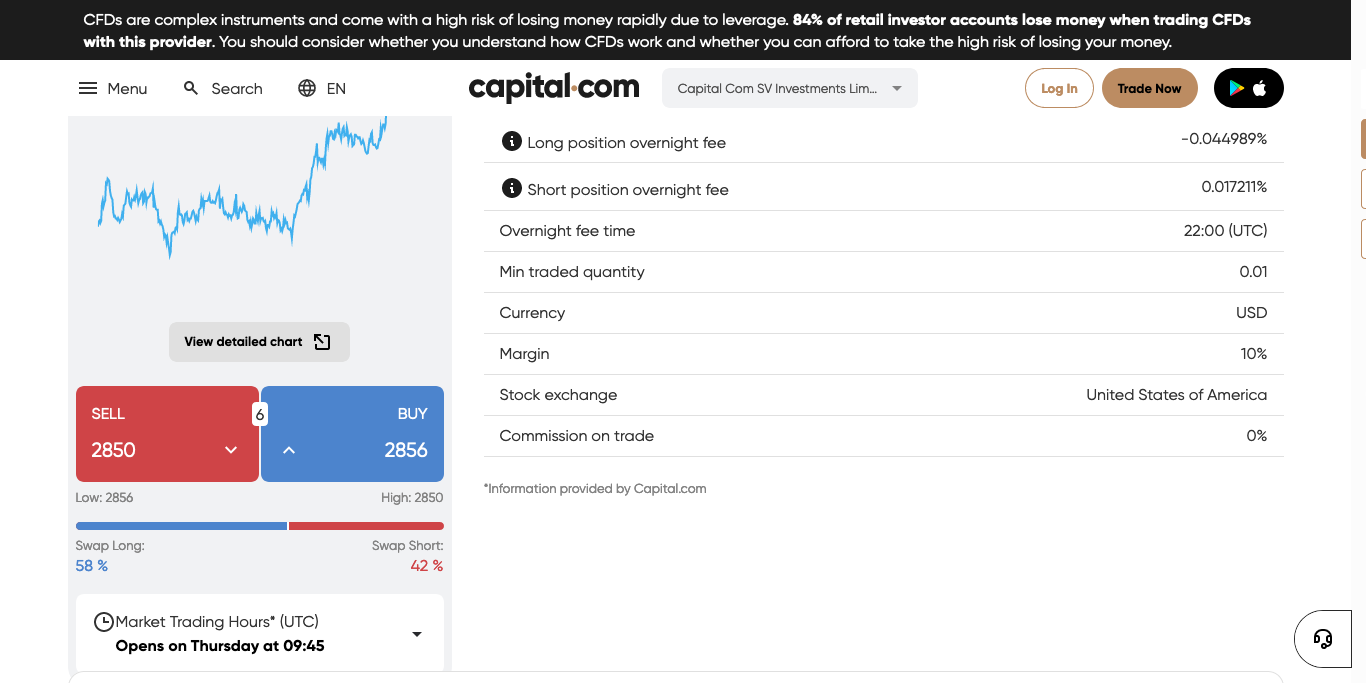 CFDs are complex instruments and come with a high risk of losing money rapidly due to leverage. 84% of retail investor accounts lose money when trading CFDs
with this provider. You should consider whether you understand how CFDs work and whether you can afford to take the high risk of losing your money.
Menu
Search
EN
capital.com
Capital Com SV Investments Lim...
Log In
Trade Now
View detailed chart
SELL
2850
6
BUY
2856
Low: 2856
High: 2850
Swap Long:
58 %
Swap Short:
42 %
Market Trading Hours* (UTC)
Opens on Thursday at 09:45
Long position overnight fee -0.044989%
Short position overnight fee 0.017211%
Overnight fee time 22:00 (UTC)
Min traded quantity 0.01
Currency USD
Margin 10%
Stock exchange United States of America
Commission on trade 0%
*Information provided by Capital.com